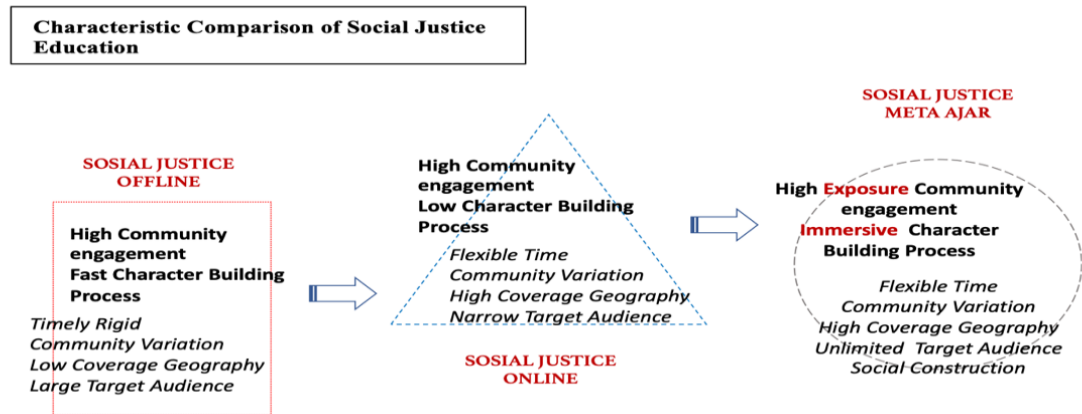 Characteristic Comparison of Social Justice
Education
SOSIAL JUSTICE
OFFLINE
High Community
engagement
Fast Character Building
Process
Timely Rigid
Community Variation
Low Coverage Geography
Large Target Audience
High Community
engagement
Low Character Building
Process
Flexible Time
Community Variation
High Coverage Geography
Narrow Target Audience
SOSIAL JUSTICE
ONLINE
SOSIAL JUSTICE
META AJAR
High Exposure Community
engagement
Immersive Character
Building Process
Flexible Time
Community Variation
High Coverage Geography
Unlimited Target Audience
Social Construction